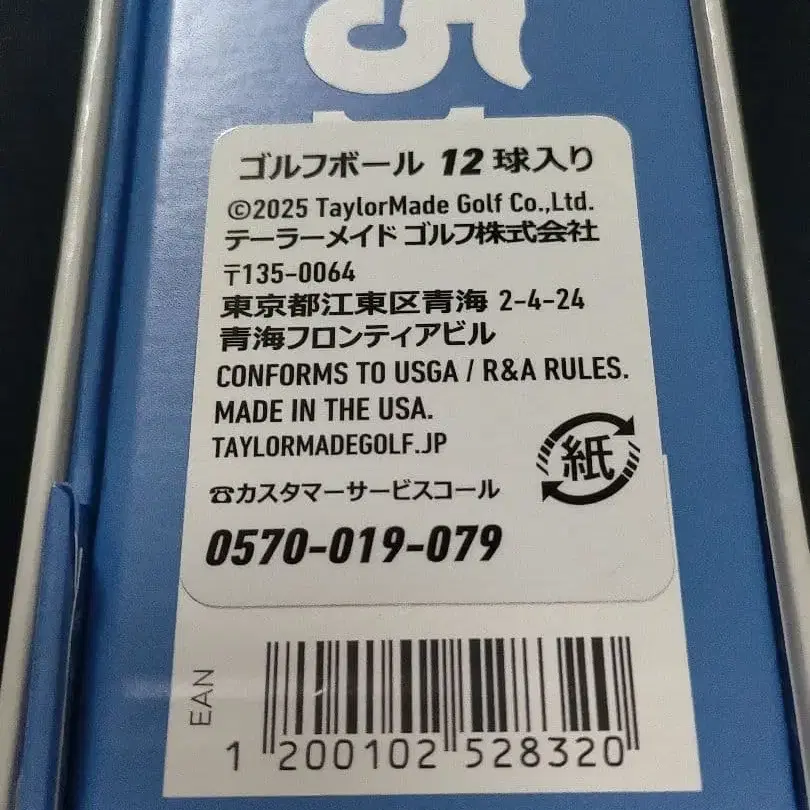 ゴルフボール 12 球入り
©2025 TaylorMade Golf Co.,Ltd.
テーラーメイド ゴルフ株式会社
〒135-0064
東京都江東区青海 2-4-24
青海フロンティアビル
CONFORMS TO USGA / R&A RULES.
MADE IN THE USA.
TAYLORMADEGOLF.JP
紙
☎カスタマーサービスコール
0570-019-079
EAN
1 200102 528320